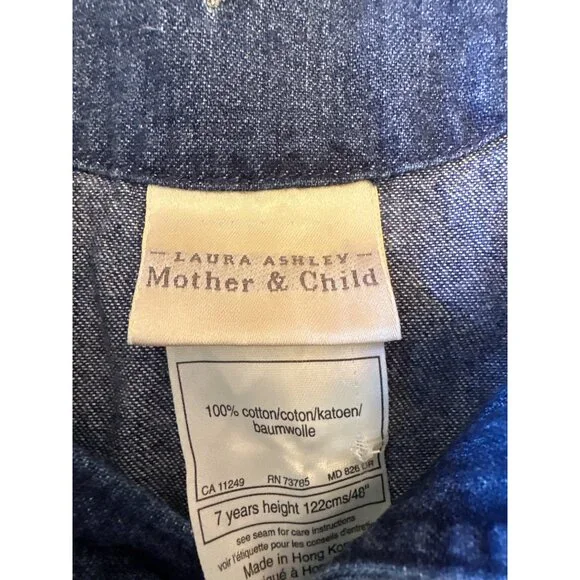 — LAURA ASHLEY —
Mother & Child
100% cotton/coton/katoen/
baumwolle
CA 11249 RN 73785 MD 826 DR
7 years height 122cms/48"
see seam for care instructions
voir l'étiquette pour les conseils d'entretien
Made in Hong Kong